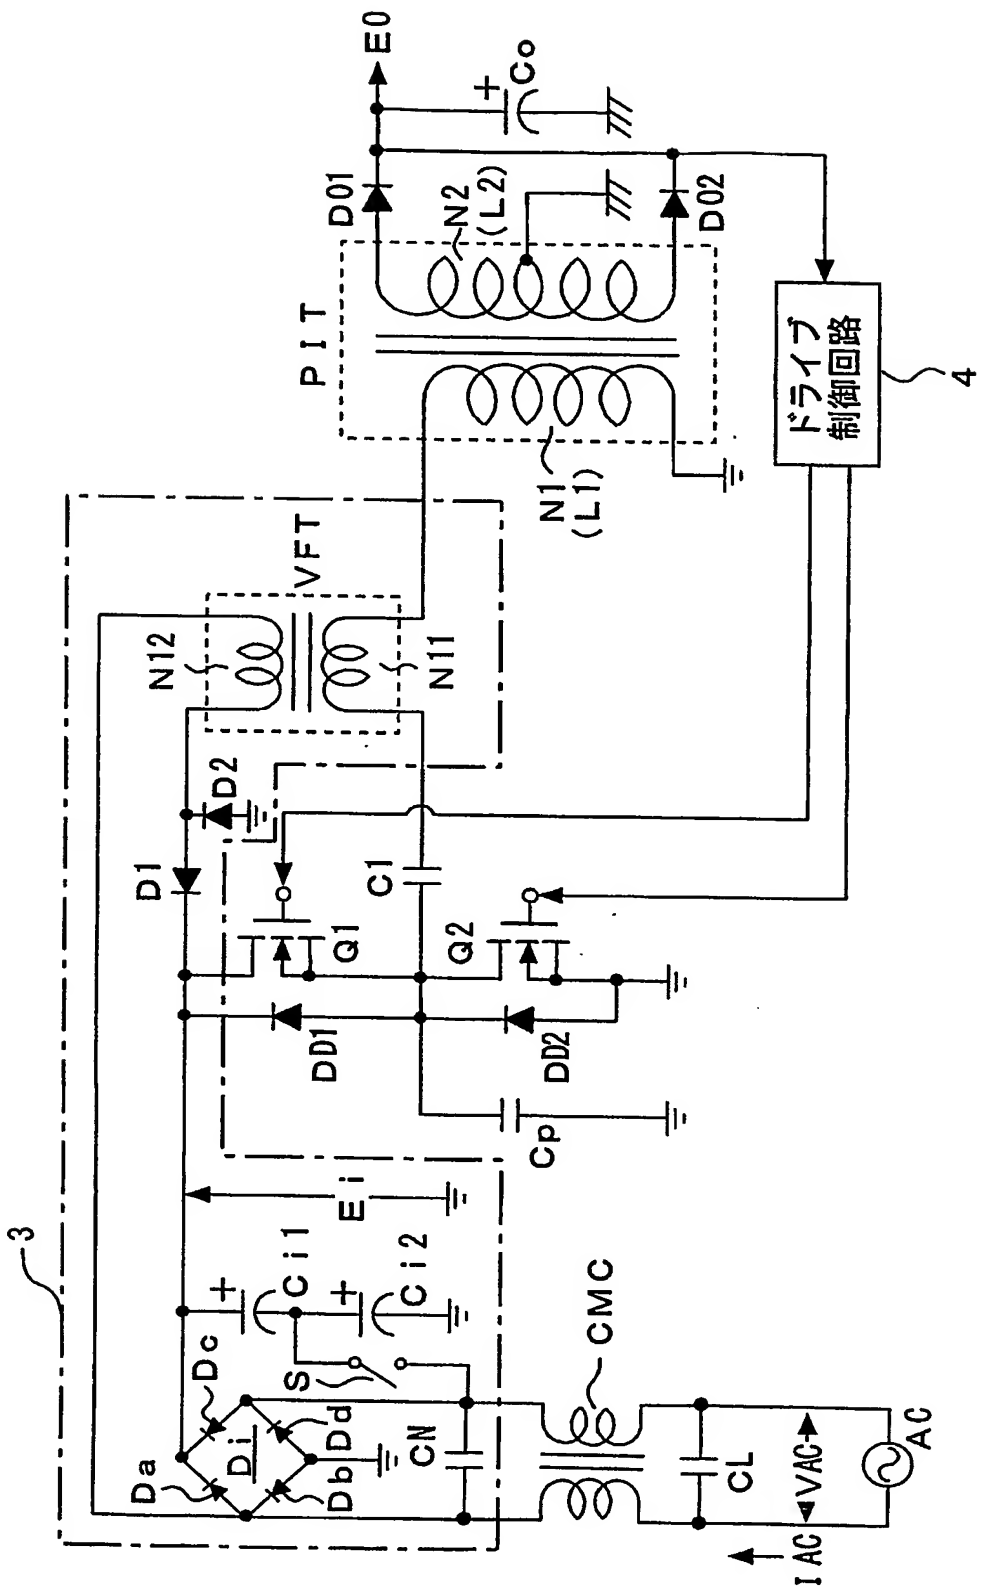 3
Da
Dc
Di
Db
Dd
S
+
Ci1
+
Ci2
Ei
CN
CMC
CL
VAC
IAC
AC
D1
D2
N12
VFT
N11
DD1
Q1
C1
DD2
Q2
Cp
PIT
N1
(L1)
N2
(L2)
D01
D02
E0
+
Co
ドライブ
制御回路
4